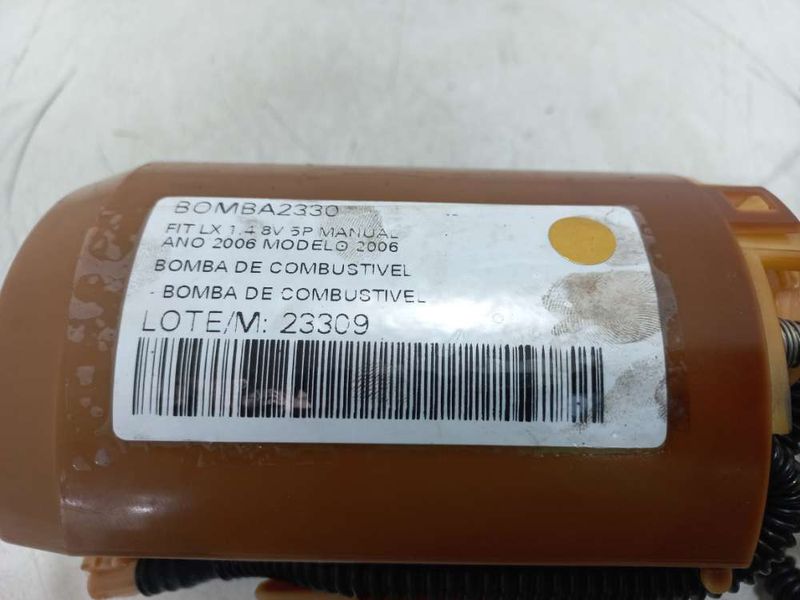 BOMBA2330
FIT LX 1.4 8V 5P MANUAL
ANO 2006 MODELO 2006
BOMBA DE COMBUSTIVEL
- BOMBA DE COMBUSTIVEL
LOTE/M: 23309